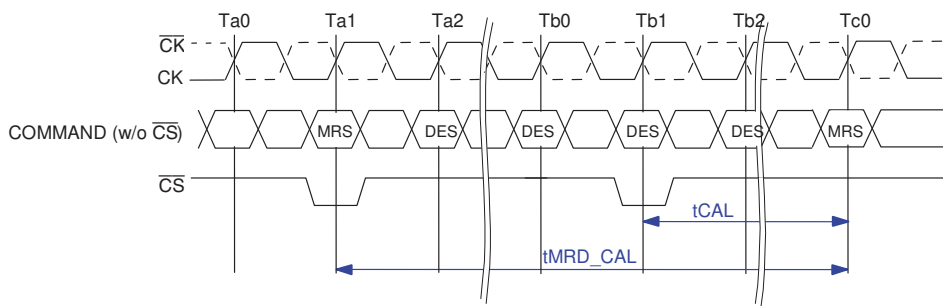 Ta0 Ta1 Ta2 Tb0 Tb1 Tb2 Tc0
CK
CK
COMMAND (w/o CS) MRS DES DES DES DES MRS
CS
tCAL
tMRD_CAL